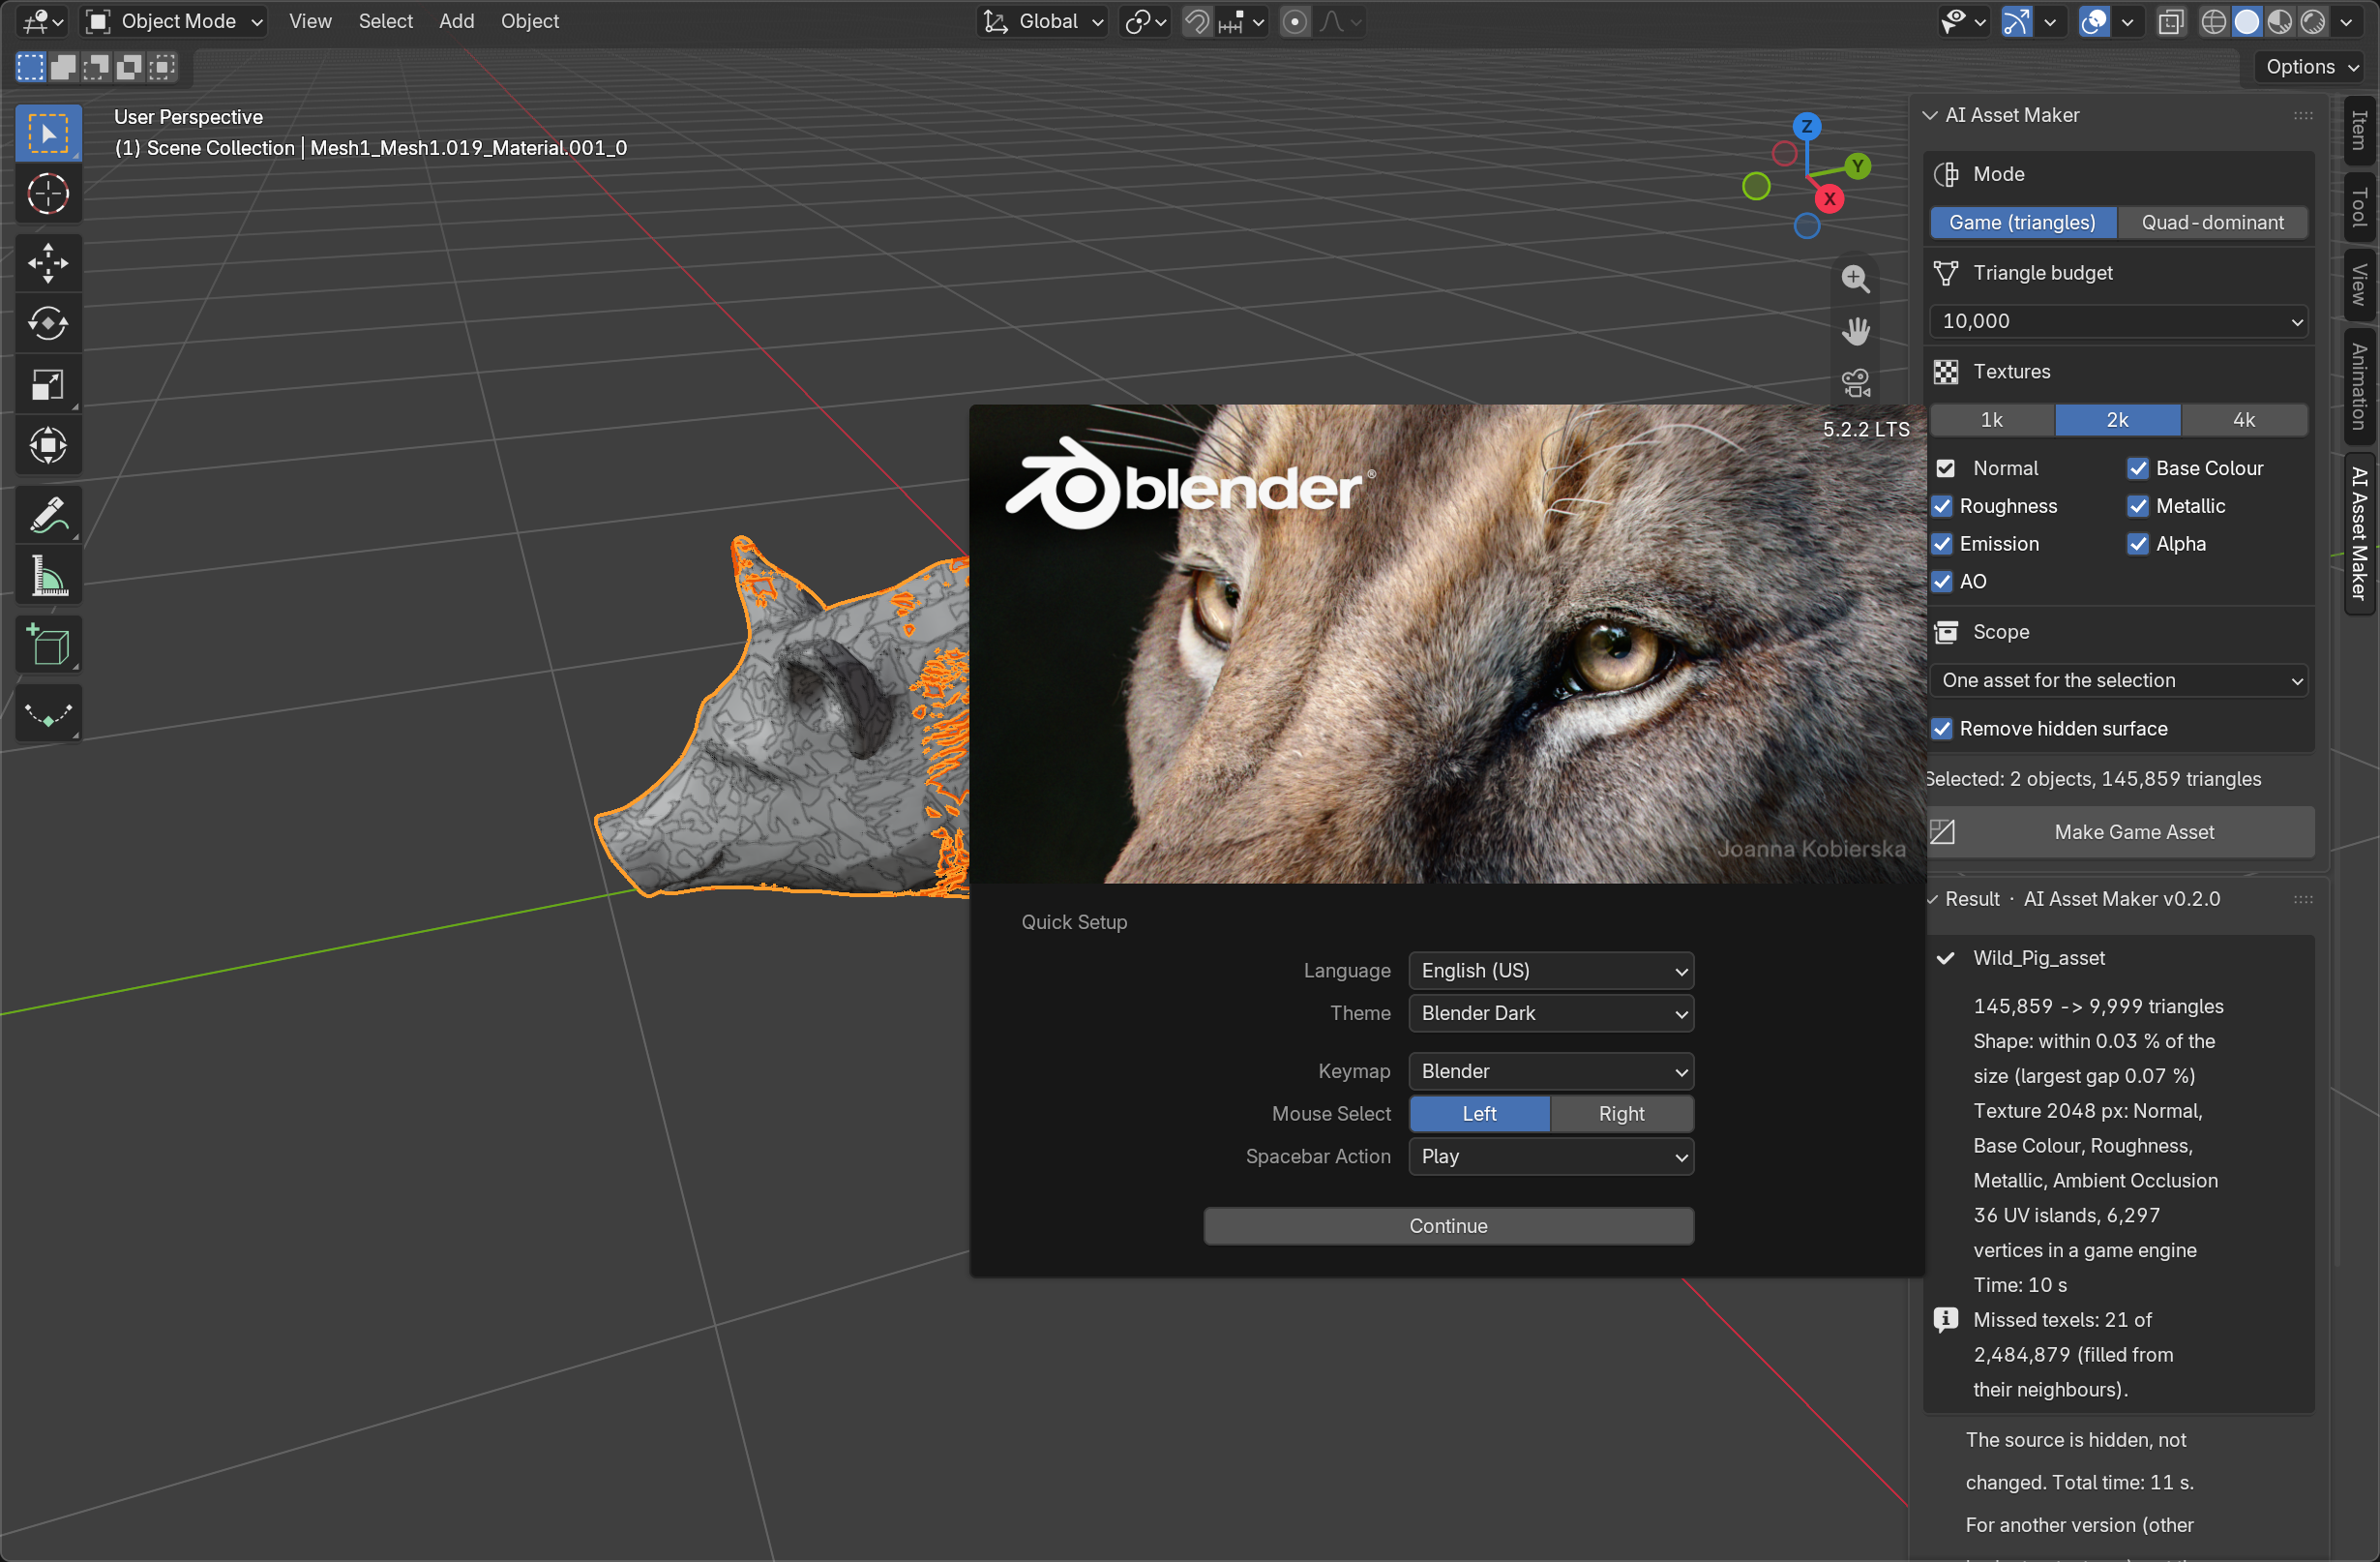 Object Mode View Select Add Object Global
Options
User Perspective
(1) Scene Collection | Mesh1_Mesh1.019_Material.001_0
Z
Y
X
Item
Tool
View
Animation
AI Asset Maker
AI Asset Maker
Mode
Game (triangles) Quad-dominant
Triangle budget
10,000
Textures
1k 2k 4k
Normal Base Colour
Roughness Metallic
Emission Alpha
AO
Scope
One asset for the selection
Remove hidden surface
Selected: 2 objects, 145,859 triangles
Make Game Asset
Result · AI Asset Maker v0.2.0
Wild_Pig_asset
145,859 -> 9,999 triangles
Shape: within 0.03 % of the
size (largest gap 0.07 %)
Texture 2048 px: Normal,
Base Colour, Roughness,
Metallic, Ambient Occlusion
36 UV islands, 6,297
vertices in a game engine
Time: 10 s
Missed texels: 21 of
2,484,879 (filled from
their neighbours).
The source is hidden, not
changed. Total time: 11 s.
For another version (other
5.2.2 LTS
blender®
Joanna Kobierska
Quick Setup
Language English (US)
Theme Blender Dark
Keymap Blender
Mouse Select Left Right
Spacebar Action Play
Continue